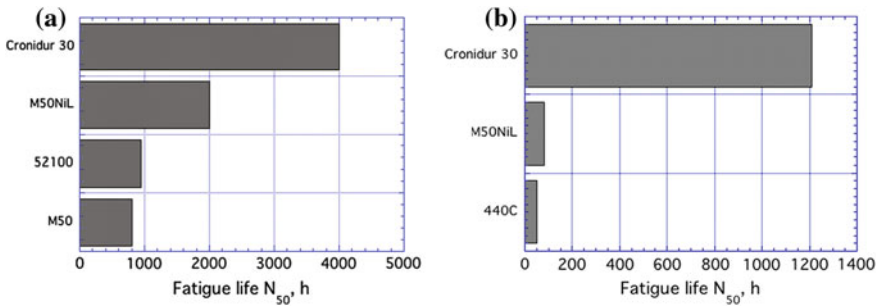 (a)
Cronidur 30
M50NiL
52100
M50
0 1000 2000 3000 4000 5000
Fatigue life N50, h
(b)
Cronidur 30
M50NiL
440C
0 200 400 600 800 1000 1200 1400
Fatigue life N50, h